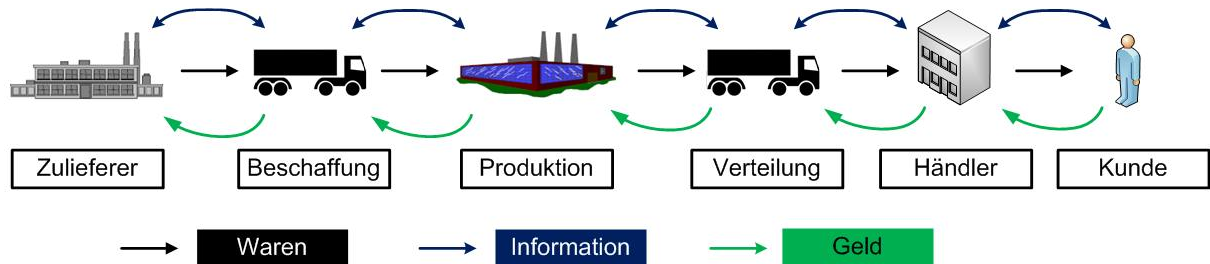 Zulieferer
Beschaffung
Produktion
Verteilung
Händler
Kunde
Waren
Information
Geld